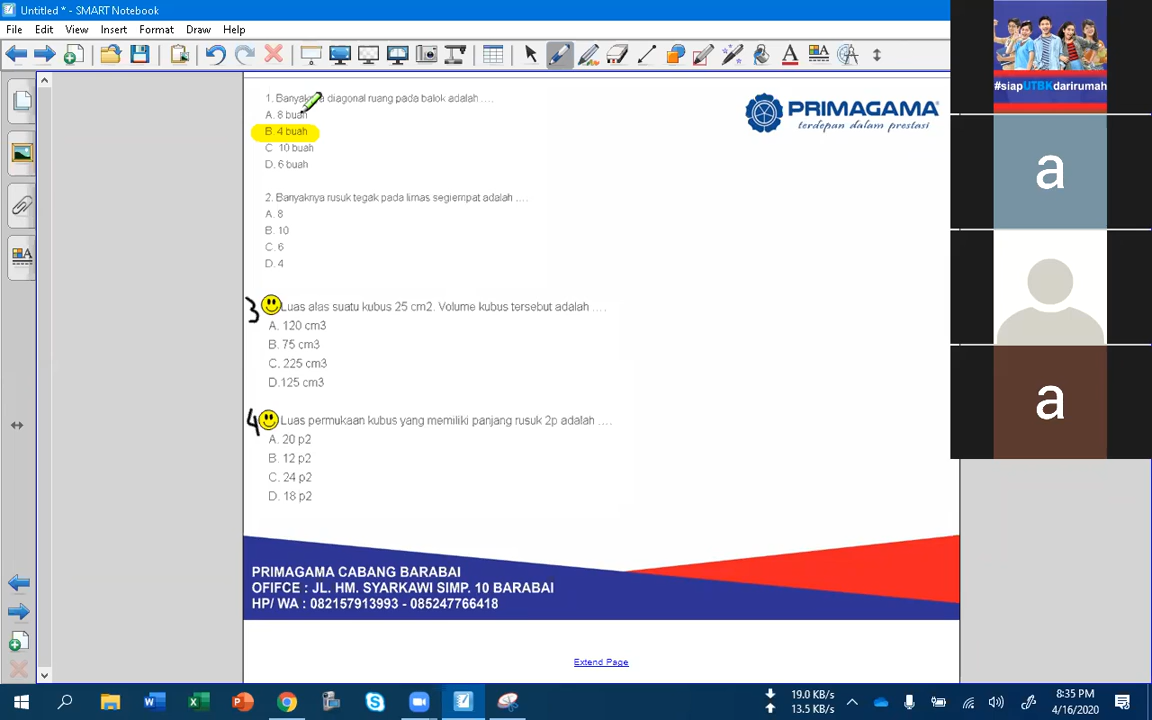 Untitled * - SMART Notebook
File Edit View Insert Format Draw Help
#siapUTBKdarirumah
PRIMAGAMA
terdepan dalam prestasi
1. Banyaknya diagonal ruang pada balok adalah ....
A. 8 buah
B. 4 buah
C 10 buah
D. 6 buah
2. Banyaknya rusuk tegak pada limas segiempat adalah ....
A. 8
B. 10
C. 6
D. 4
3 Luas alas suatu kubus 25 cm2. Volume kubus tersebut adalah ....
A. 120 cm3
B. 75 cm3
C. 225 cm3
D.125 cm3
4 Luas permukaan kubus yang memiliki panjang rusuk 2p adalah ....
A. 20 p2
B. 12 p2
C. 24 p2
D. 18 p2
a
a
PRIMAGAMA CABANG BARABAI
OFIFCE : JL. HM. SYARKAWI SIMP. 10 BARABAI
HP/ WA : 082157913993 - 085247766418
Extend Page
19.0 KB/s
13.5 KB/s
8:35 PM
4/16/2020